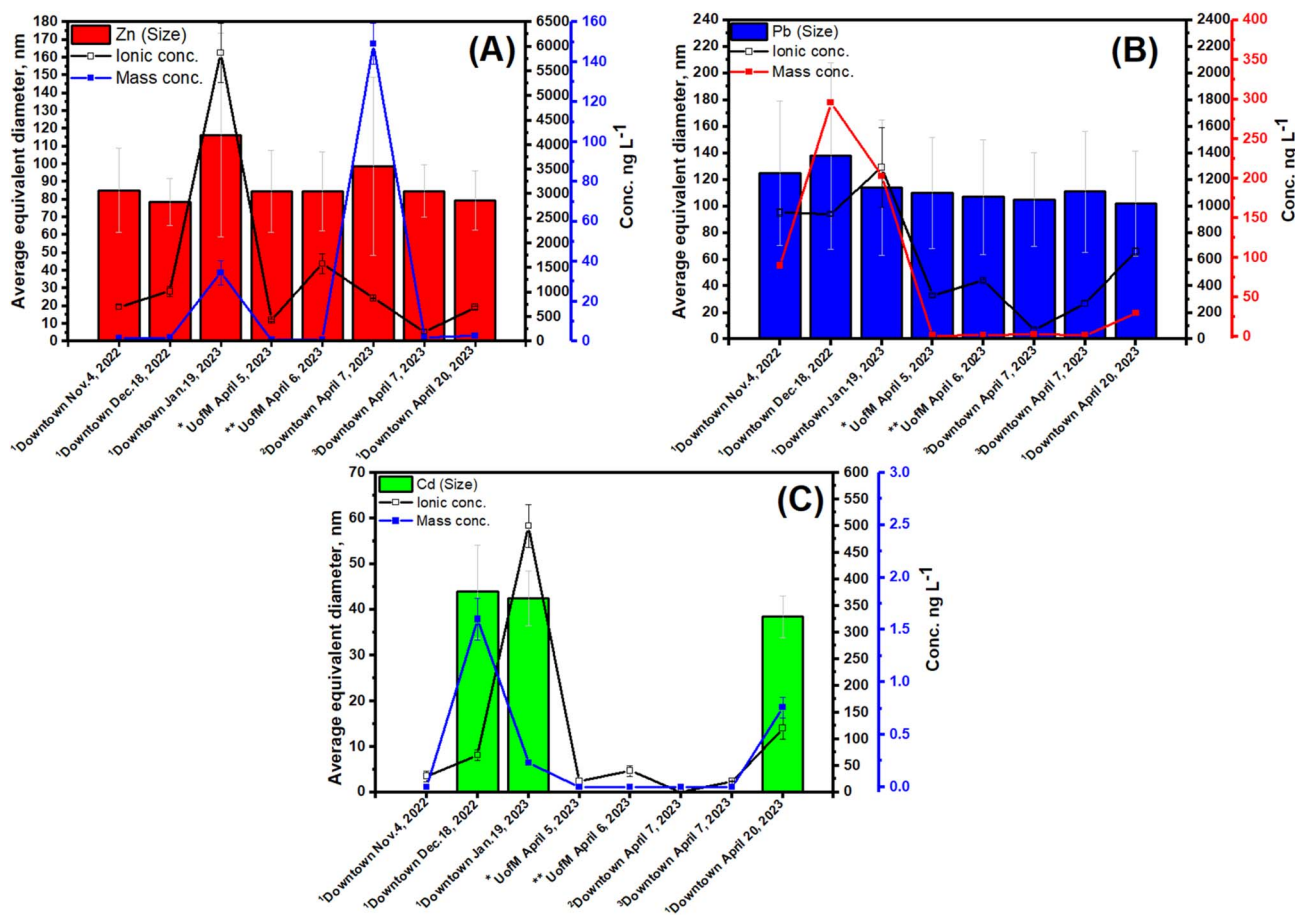 (A)
Zn (Size)
Ionic conc.
Mass conc.
Average equivalent diameter, nm
180
170
160
150
140
130
120
110
100
90
80
70
60
50
40
30
20
10
0
6500
6000
5500
5000
4500
4000
3500
3000
2500
2000
1500
1000
500
0
160
140
120
100
80
60
40
20
0
Conc. ng L-1
1Downtown Nov.4, 2022
1Downtown Dec.18, 2022
1Downtown Jan.19, 2023
* UofM April 5, 2023
** UofM April 6, 2023
2Downtown April 7, 2023
3Downtown April 7, 2023
1Downtown April 20, 2023
(B)
Pb (Size)
Ionic conc.
Mass conc.
Average equivalent diameter, nm
240
220
200
180
160
140
120
100
80
60
40
20
0
2400
2200
2000
1800
1600
1400
1200
1000
800
600
400
200
0
400
350
300
250
200
150
100
50
0
Conc. ng L-1
1Downtown Nov.4, 2022
1Downtown Dec.18, 2022
1Downtown Jan.19, 2023
* UofM April 5, 2023
** UofM April 6, 2023
2Downtown April 7, 2023
3Downtown April 7, 2023
1Downtown April 20, 2023
(C)
Cd (Size)
Ionic conc.
Mass conc.
Average equivalent diameter, nm
70
60
50
40
30
20
10
0
600
550
500
450
400
350
300
250
200
150
100
50
0
3.0
2.5
2.0
1.5
1.0
0.5
0.0
Conc. ng L-1
1Downtown Nov.4, 2022
1Downtown Dec.18, 2022
1Downtown Jan.19, 2023
* UofM April 5, 2023
** UofM April 6, 2023
2Downtown April 7, 2023
3Downtown April 7, 2023
1Downtown April 20, 2023